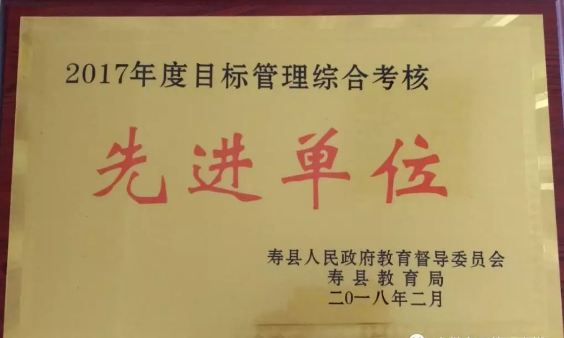 2017年度目标管理综合考核
先进单位
寿县人民政府教育督导委员会
寿县教育局
二〇一八年二月